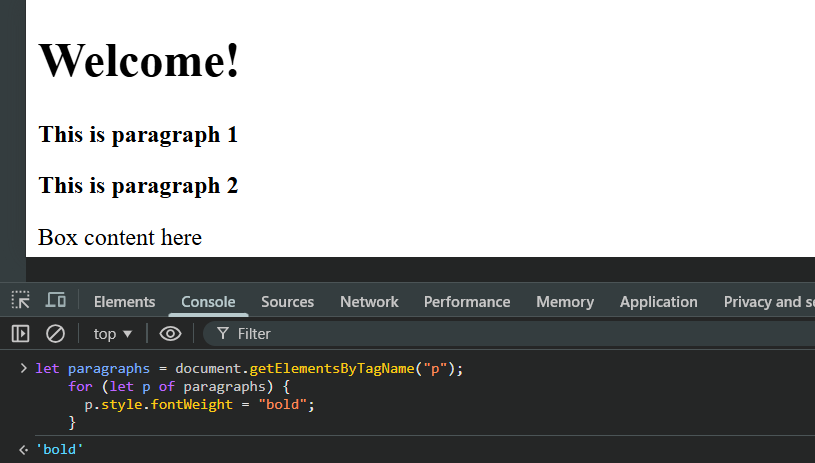 Welcome!
This is paragraph 1
This is paragraph 2
Box content here
Elements Console Sources Network Performance Memory Application Privacy and
top Filter
let paragraphs = document.getElementsByTagName("p");
for (let p of paragraphs) {
p.style.fontWeight = "bold";
}
'bold'